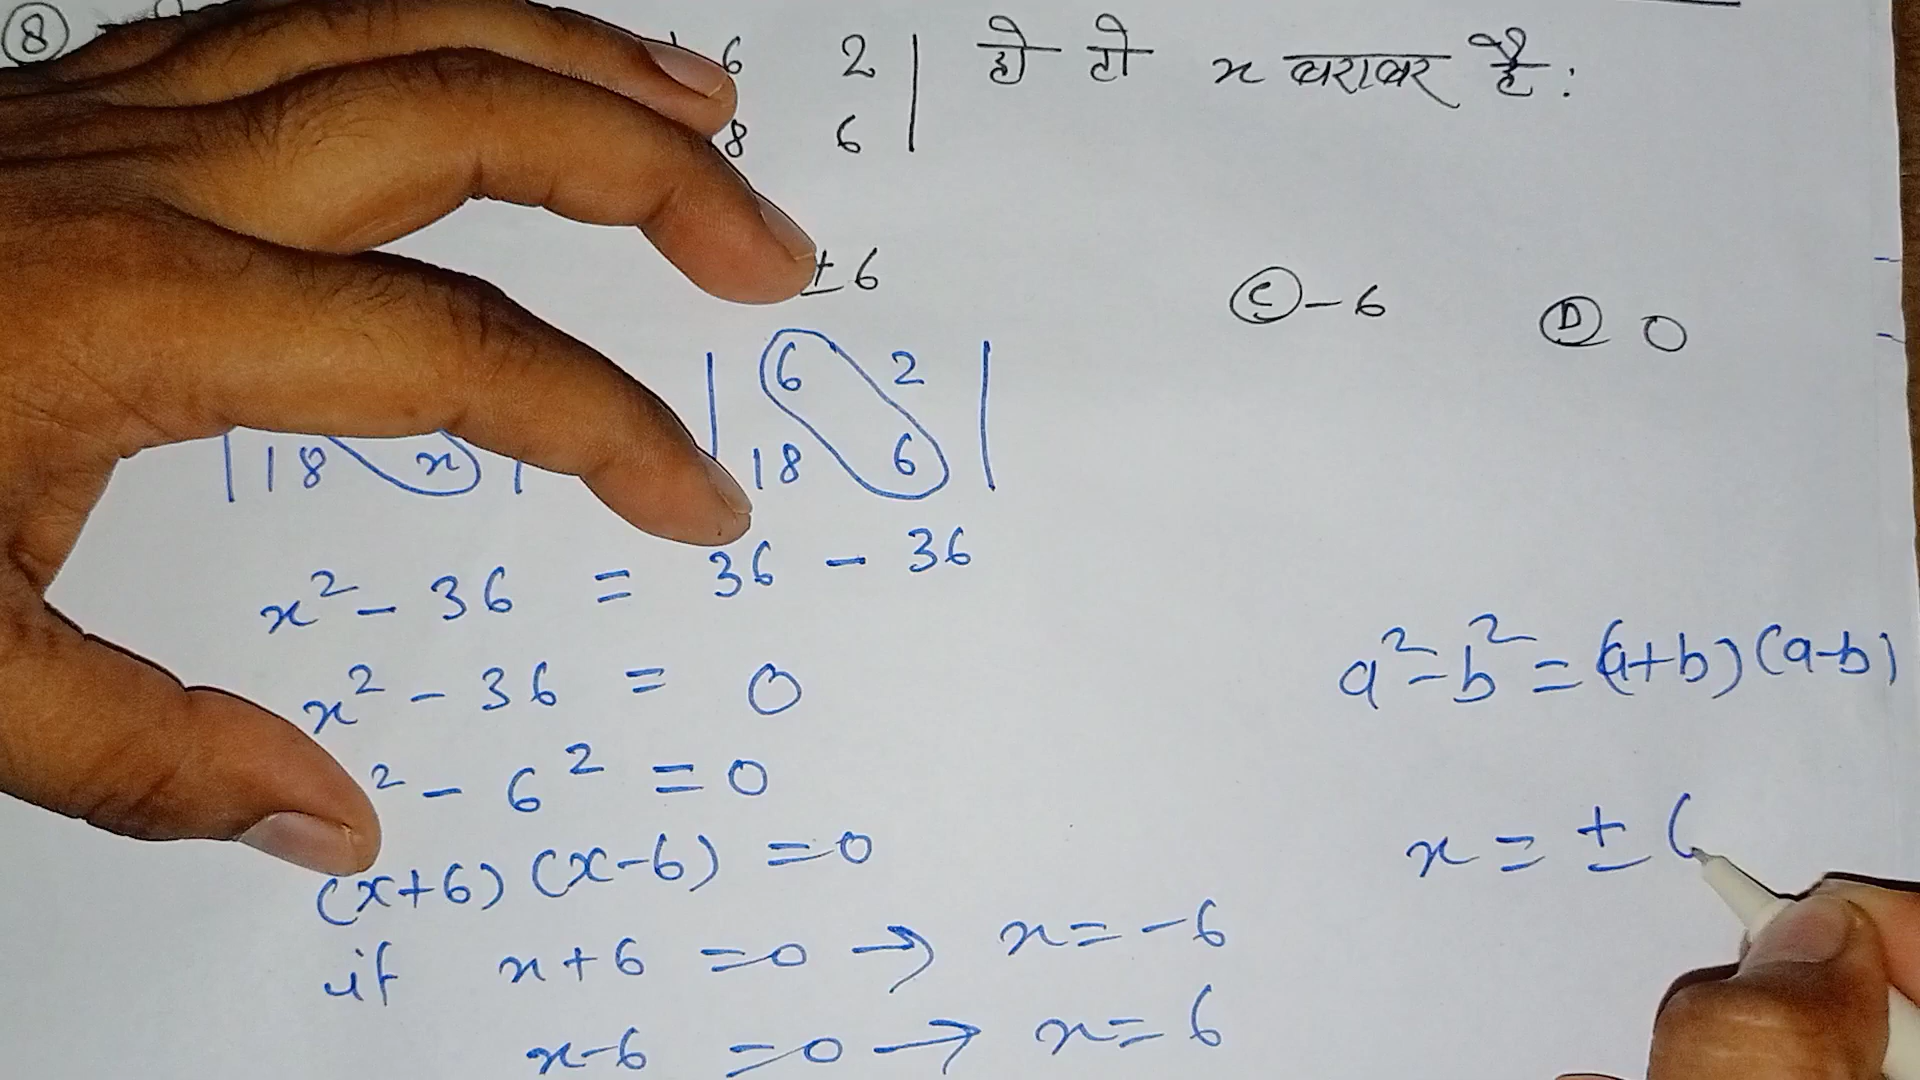 ⑧ 6 2 | हो तो x बराबर है :
8 6 |
± 6 Ⓒ - 6 Ⓓ 0
| 6 2 |
| 18 x | | 18 6 |
x² - 36 = 36 - 36
x² - 36 = 0
a² - b² = (a+b) (a-b)
² - 6² = 0
(x+6) (x-6) = 0
x = ± 6
if x + 6 = 0 → x = - 6
x - 6 = 0 → x = 6